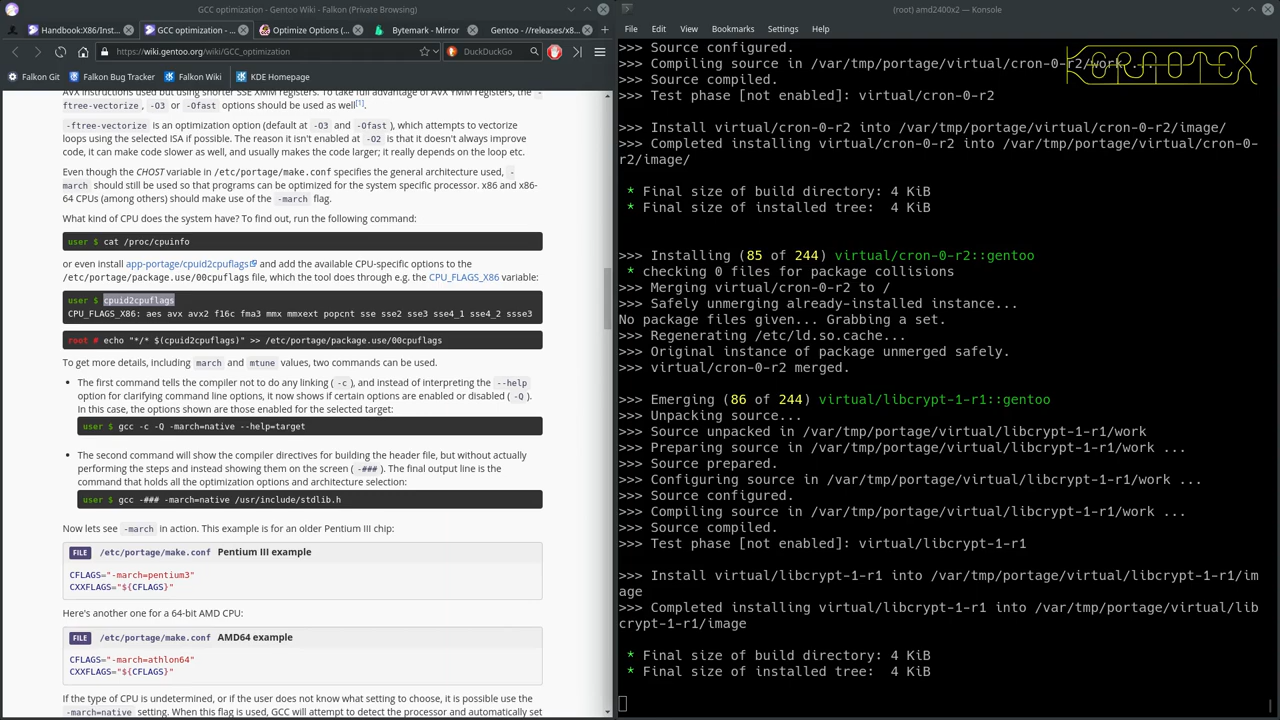 GCC optimization - Gentoo Wiki - Falkon (Private Browsing)
Handbook:X86/Inst...
GCC optimization - ...
Optimize Options (...
Bytemark - Mirror
Gentoo - //releases/x8...
https://wiki.gentoo.org/wiki/GCC_optimization
DuckDuckGo
Falkon Git
Falkon Bug Tracker
Falkon Wiki
KDE Homepage
AVX instructions used but using shorter SSE XMM registers. To take full advantage of AVX YMM registers, the -
ftree-vectorize, -O3 or -Ofast options should be used as well[1].
-ftree-vectorize is an optimization option (default at -O3 and -Ofast), which attempts to vectorize
loops using the selected ISA if possible. The reason it isn't enabled at -O2 is that it doesn't always improve
code, it can make code slower as well, and usually makes the code larger; it really depends on the loop etc.
Even though the CHOST variable in /etc/portage/make.conf specifies the general architecture used, -
march should still be used so that programs can be optimized for the system specific processor. x86 and x86-
64 CPUs (among others) should make use of the -march flag.
What kind of CPU does the system have? To find out, run the following command:
user $ cat /proc/cpuinfo
or even install app-portage/cpuid2cpuflags and add the available CPU-specific options to the
/etc/portage/package.use/00cpuflags file, which the tool does through e.g. the CPU_FLAGS_X86 variable:
user $ cpuid2cpuflags
CPU_FLAGS_X86: aes avx avx2 f16c fma3 mmx mmxext popcnt sse sse2 sse3 sse4_1 sse4_2 ssse3
root # echo "*/* $(cpuid2cpuflags)" >> /etc/portage/package.use/00cpuflags
To get more details, including march and mtune values, two commands can be used.
• The first command tells the compiler not to do any linking (-c), and instead of interpreting the --help
option for clarifying command line options, it now shows if certain options are enabled or disabled (-Q).
In this case, the options shown are those enabled for the selected target:
user $ gcc -c -Q -march=native --help=target
• The second command will show the compiler directives for building the header file, but without actually
performing the steps and instead showing them on the screen (-###). The final output line is the
command that holds all the optimization options and architecture selection:
user $ gcc -### -march=native /usr/include/stdlib.h
Now lets see -march in action. This example is for an older Pentium III chip:
FILE /etc/portage/make.conf Pentium III example
CFLAGS="-march=pentium3"
CXXFLAGS="${CFLAGS}"
Here's another one for a 64-bit AMD CPU:
FILE /etc/portage/make.conf AMD64 example
CFLAGS="-march=athlon64"
CXXFLAGS="${CFLAGS}"
If the type of CPU is undetermined, or if the user does not know what setting to choose, it is possible use the
-march=native setting. When this flag is used, GCC will attempt to detect the processor and automatically set
(root) amd2400x2 — Konsole
File Edit View Bookmarks Settings Help
>>> Source configured.
>>> Compiling source in /var/tmp/portage/virtual/cron-0-r2/work ...
>>> Source compiled.
>>> Test phase [not enabled]: virtual/cron-0-r2
>>> Install virtual/cron-0-r2 into /var/tmp/portage/virtual/cron-0-r2/image/
>>> Completed installing virtual/cron-0-r2 into /var/tmp/portage/virtual/cron-0-
r2/image/
* Final size of build directory: 4 KiB
* Final size of installed tree:  4 KiB
>>> Installing (85 of 244) virtual/cron-0-r2::gentoo
* checking 0 files for package collisions
>>> Merging virtual/cron-0-r2 to /
>>> Safely unmerging already-installed instance...
No package files given... Grabbing a set.
>>> Regenerating /etc/ld.so.cache...
>>> Original instance of package unmerged safely.
>>> virtual/cron-0-r2 merged.
>>> Emerging (86 of 244) virtual/libcrypt-1-r1::gentoo
>>> Unpacking source...
>>> Source unpacked in /var/tmp/portage/virtual/libcrypt-1-r1/work
>>> Preparing source in /var/tmp/portage/virtual/libcrypt-1-r1/work ...
>>> Source prepared.
>>> Configuring source in /var/tmp/portage/virtual/libcrypt-1-r1/work ...
>>> Source configured.
>>> Compiling source in /var/tmp/portage/virtual/libcrypt-1-r1/work ...
>>> Source compiled.
>>> Test phase [not enabled]: virtual/libcrypt-1-r1
>>> Install virtual/libcrypt-1-r1 into /var/tmp/portage/virtual/libcrypt-1-r1/im
age
>>> Completed installing virtual/libcrypt-1-r1 into /var/tmp/portage/virtual/lib
crypt-1-r1/image
* Final size of build directory: 4 KiB
* Final size of installed tree:  4 KiB